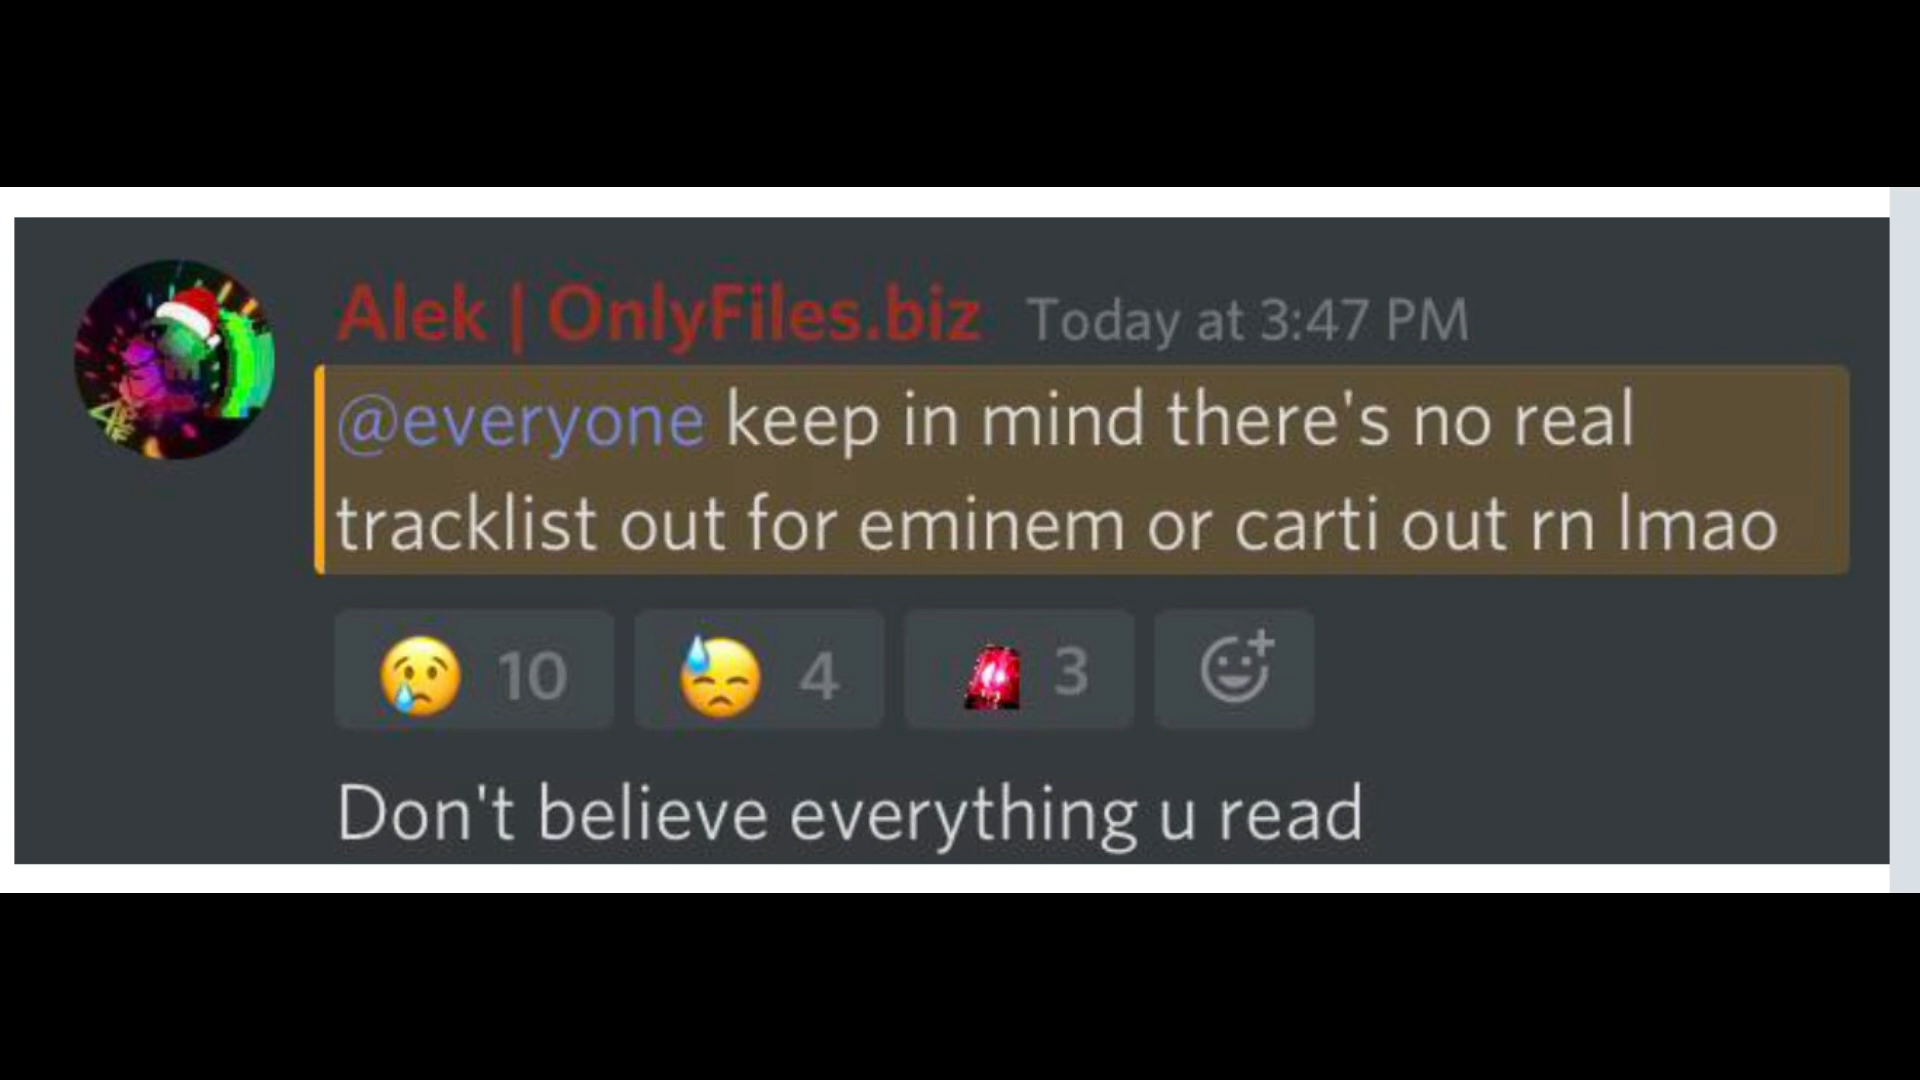 Alek | OnlyFiles.biz Today at 3:47 PM
@everyone keep in mind there's no real
tracklist out for eminem or carti out rn lmao
10 4 3
Don't believe everything u read